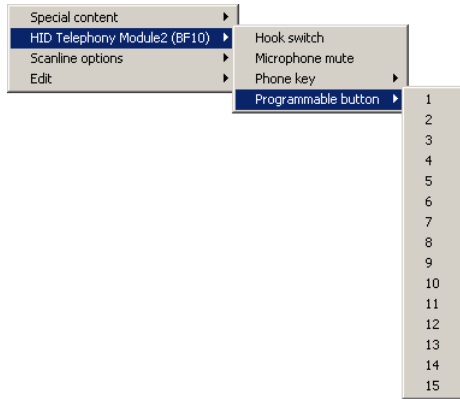 Special content
HID Telephony Module2 (BF10)
Scanline options
Edit
Hook switch
Microphone mute
Phone key
Programmable button
1
2
3
4
5
6
7
8
9
10
11
12
13
14
15